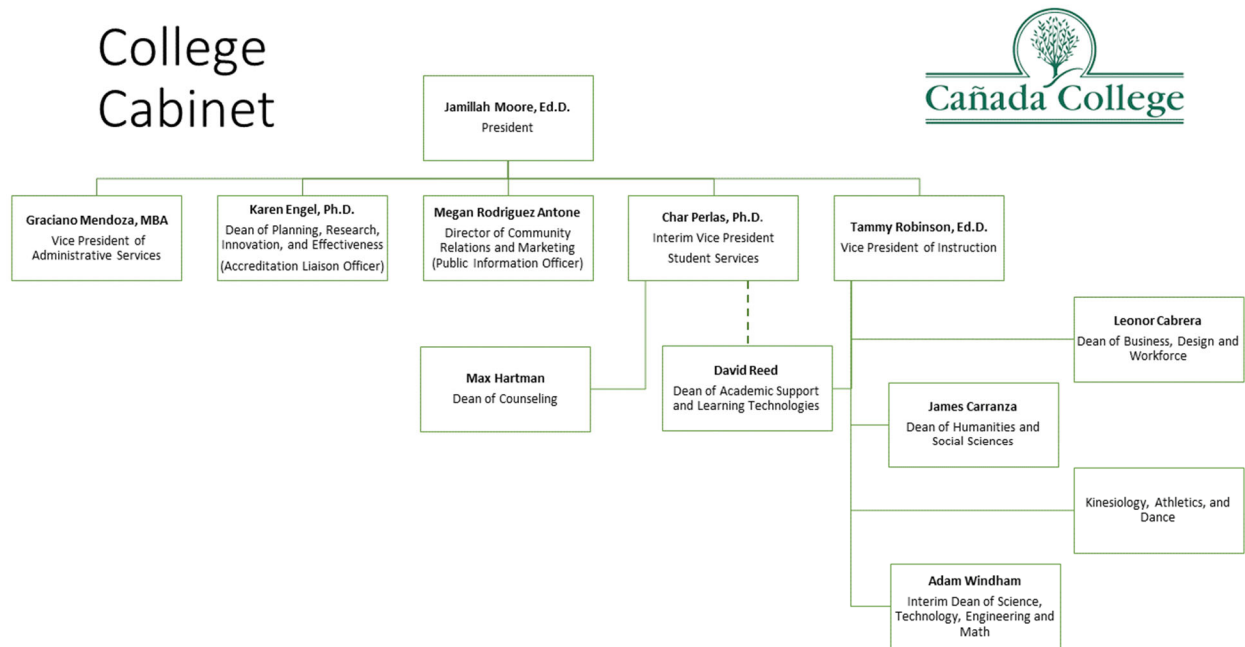 College
Cabinet
Cañada College
Jamillah Moore, Ed.D.
President
Graciano Mendoza, MBA
Vice President of
Administrative Services
Karen Engel, Ph.D.
Dean of Planning, Research,
Innovation, and Effectiveness
(Accreditation Liaison Officer)
Megan Rodriguez Antone
Director of Community
Relations and Marketing
(Public Information Officer)
Char Perlas, Ph.D.
Interim Vice President
Student Services
Tammy Robinson, Ed.D.
Vice President of Instruction
Max Hartman
Dean of Counseling
David Reed
Dean of Academic Support
and Learning Technologies
Leonor Cabrera
Dean of Business, Design and
Workforce
James Carranza
Dean of Humanities and
Social Sciences
Kinesiology, Athletics, and
Dance
Adam Windham
Interim Dean of Science,
Technology, Engineering and
Math